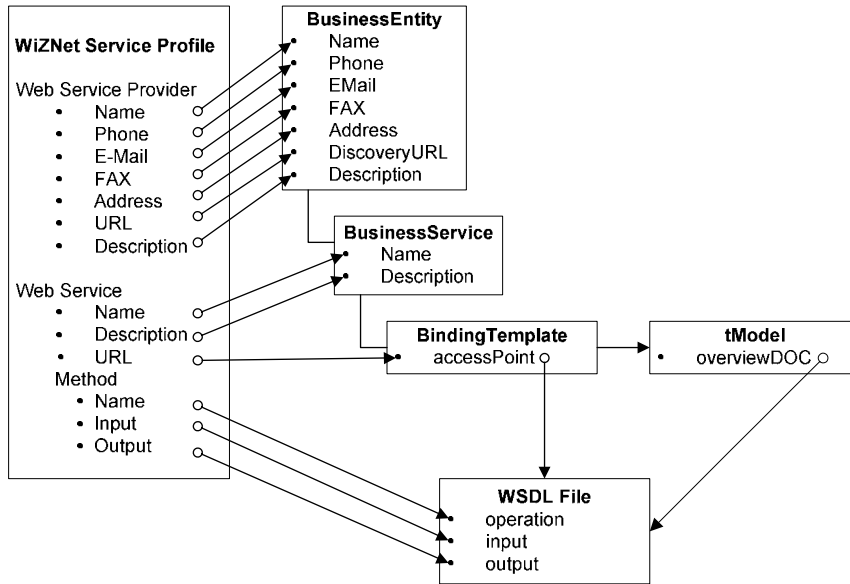 WiZNet Service Profile
Web Service Provider
• Name
• Phone
• E-Mail
• FAX
• Address
• URL
• Description
Web Service
• Name
• Description
• URL
Method
• Name
• Input
• Output
BusinessEntity
• Name
• Phone
• EMail
• FAX
• Address
• DiscoveryURL
• Description
BusinessService
• Name
• Description
BindingTemplate
• accessPoint
tModel
• overviewDOC
WSDL File
• operation
• input
• output